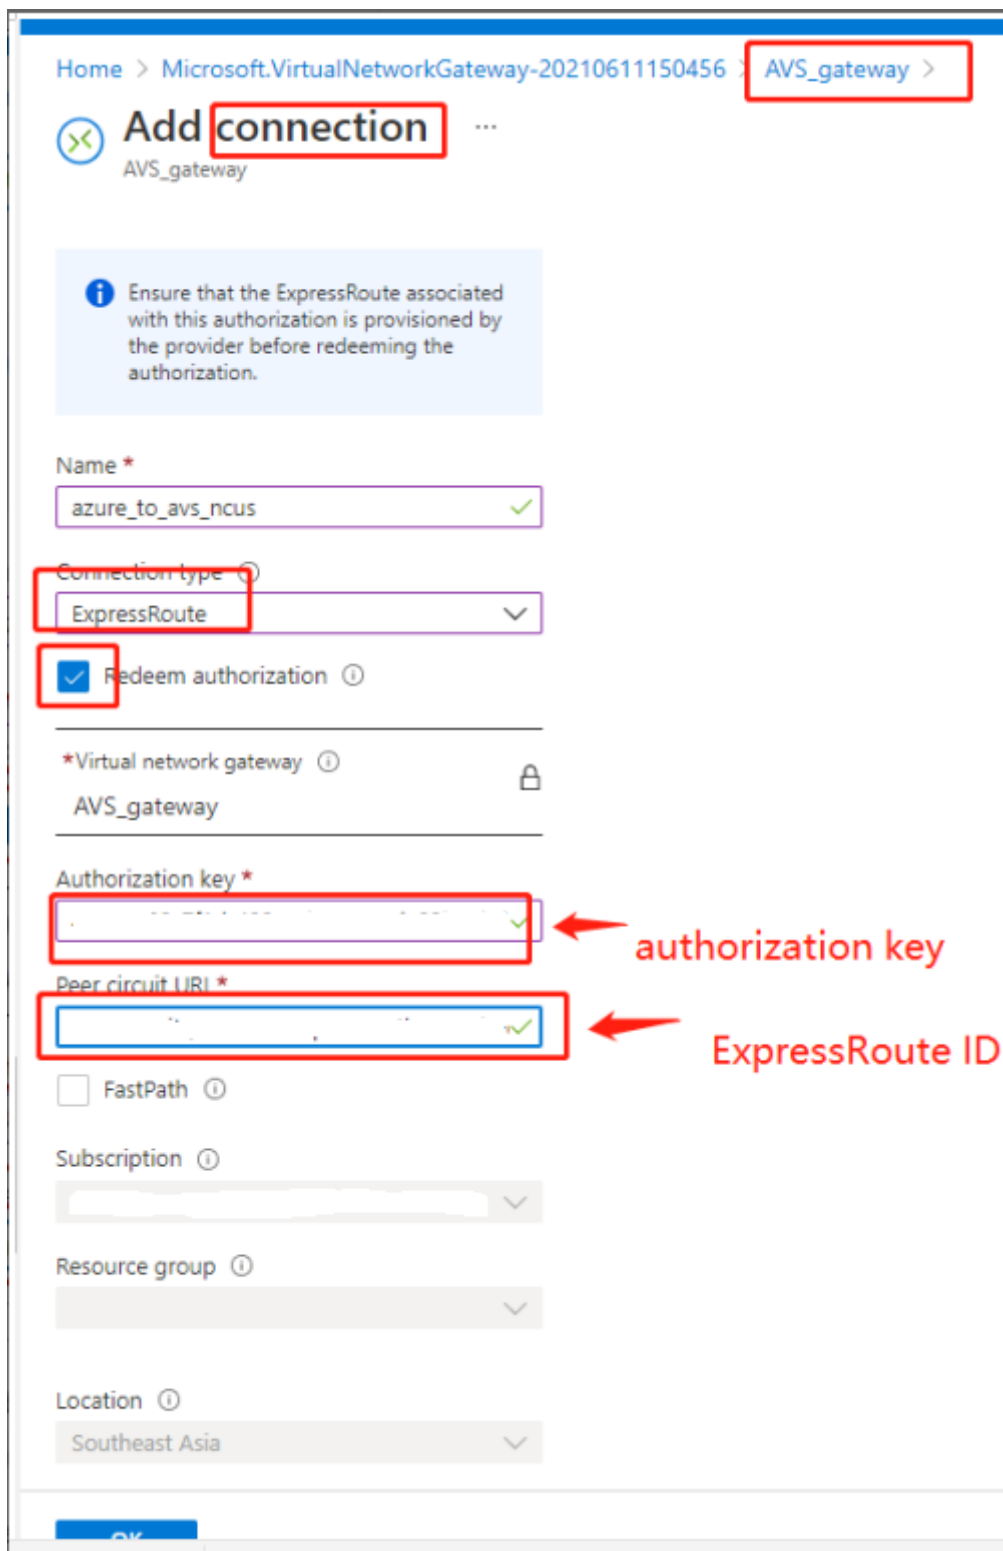 Home > Microsoft.VirtualNetworkGateway-20210611150456 > AVS_gateway >
Add connection ...
AVS_gateway
Ensure that the ExpressRoute associated
with this authorization is provisioned by
the provider before redeeming the
authorization.
Name *
azure_to_avs_ncus
Connection type
ExpressRoute
Redeem authorization
*Virtual network gateway
AVS_gateway
Authorization key *
authorization key
Peer circuit URI *
ExpressRoute ID
FastPath
Subscription
Resource group
Location
Southeast Asia
OK